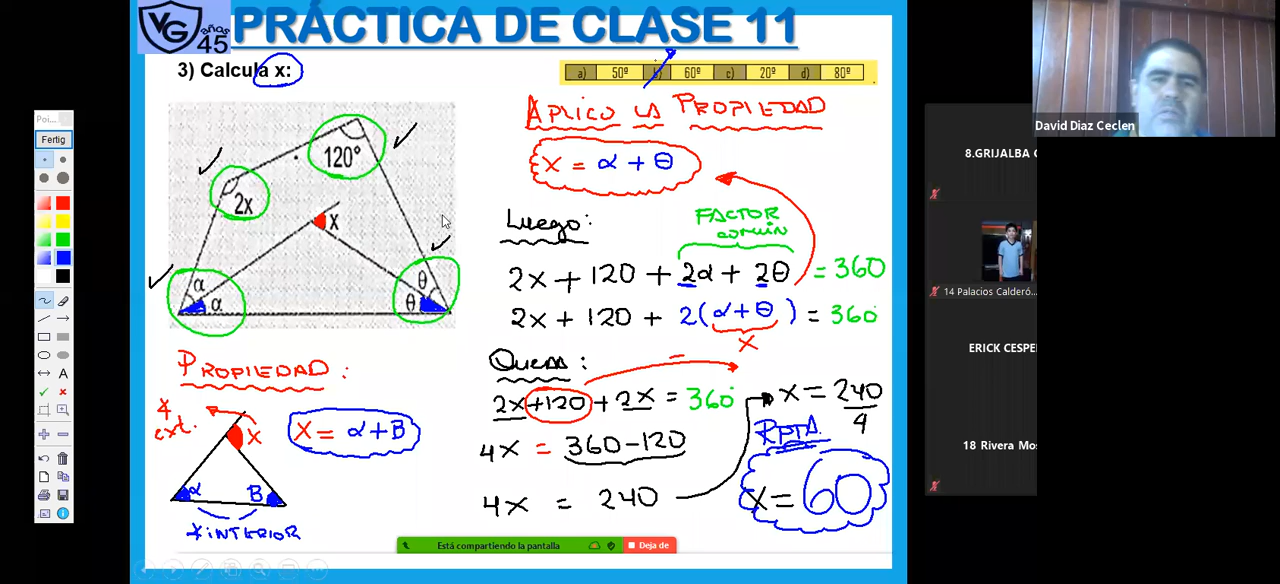 VG
años
45
PRÁCTICA DE CLASE 11
3) Calcula x:
a) 50º b) 60º c) 20º d) 80º
120°
2x
x
α
α
θ
θ
APLICO LA PROPIEDAD
x = α + θ
Luego:
FACTOR
común
2x + 120 + 2α + 2θ = 360
2x + 120 + 2(α + θ) = 360
x
PROPIEDAD:
∡
ext.
x
x = α + B
α
B
∡ INTERIOR
Queda:
−
2x + 120 + 2x = 360
4x = 360 − 120
4x = 240
x = 240
4
RPTA.
x = 60
Poi...
Fertig
A
Está compartiendo la pantalla
Deja de
David Diaz Ceclen
8.GRIJALBA C
14 Palacios Calderó...
ERICK CESPE
18 Rivera Mos